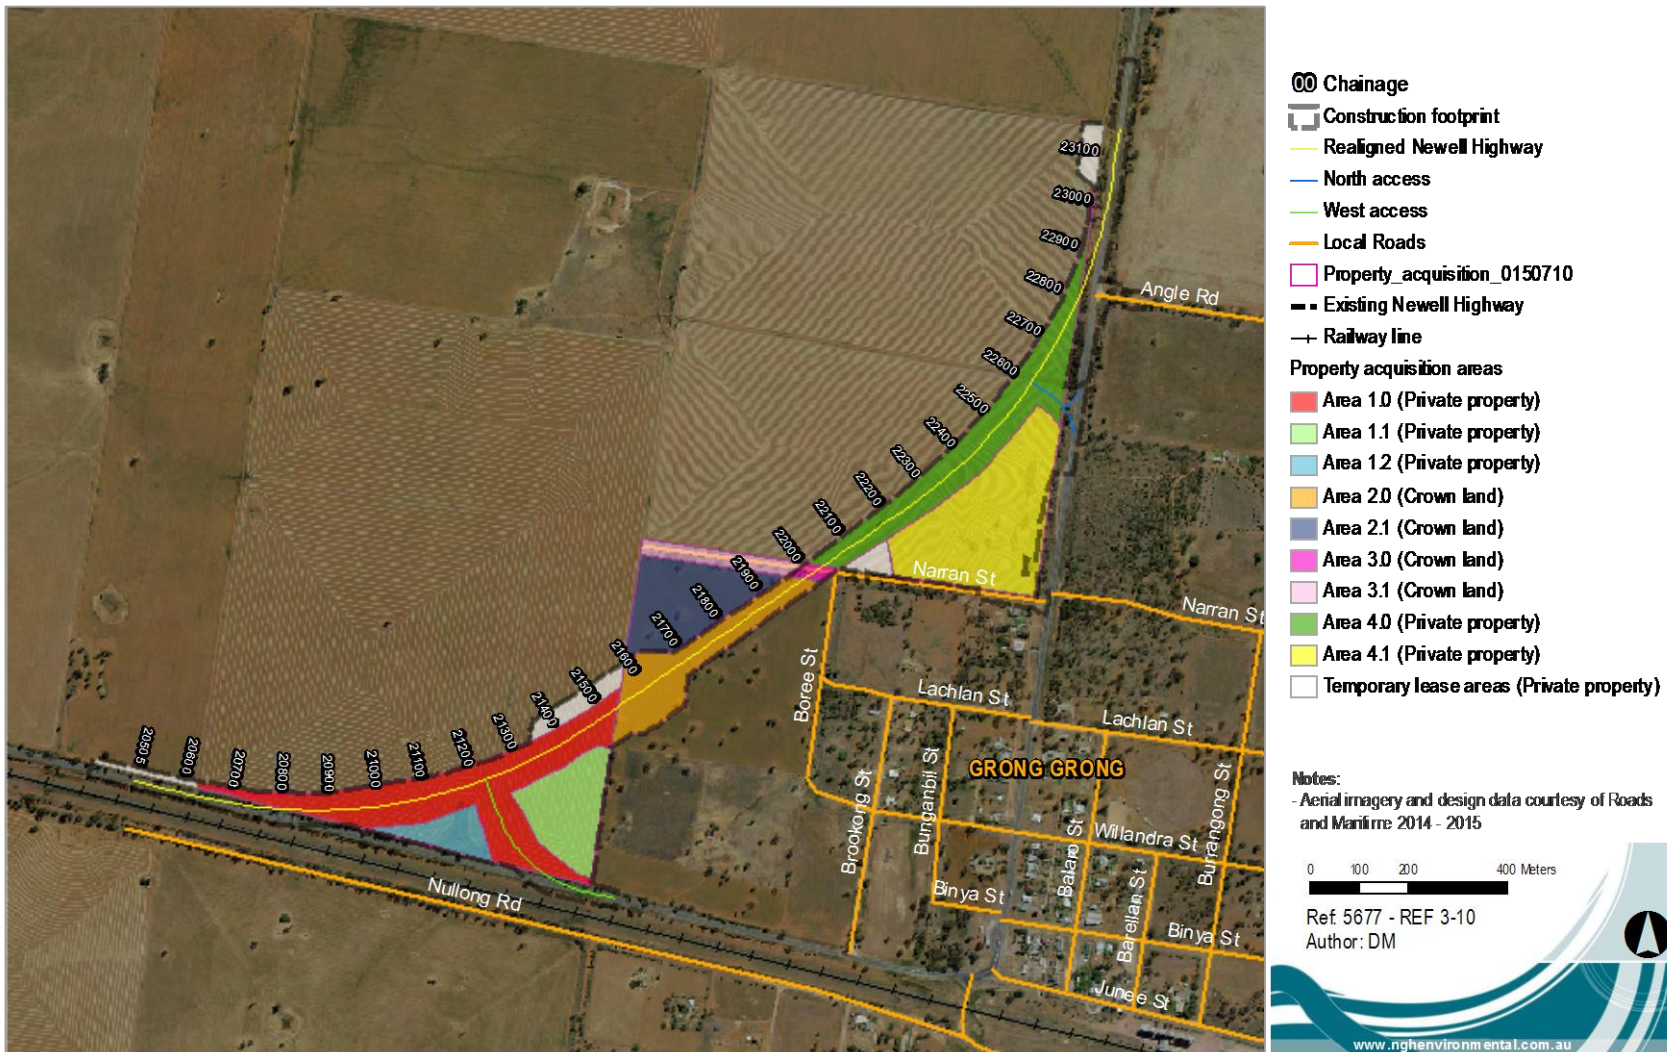 23100
23000
22900
22800
22700
22600
22500
22400
22300
22200
22100
22000
21900
21800
21700
21600
21500
21400
21300
21200
21100
21000
20900
20800
20700
20600
20505
Angle Rd
Narran St
Narran St
Boree St
Lachlan St
Lachlan St
GRONG GRONG
Brookong St
Bunganbil St
Balaro St
Willandra St
Burrangong St
Barellan St
Binya St
Binya St
Junee St
Nullong Rd
00 Chainage
Construction footprint
Realigned Newell Highway
North access
West access
Local Roads
Property_acquisition_0150710
Existing Newell Highway
Railway line
Property acquisition areas
Area 1.0 (Private property)
Area 1.1 (Private property)
Area 1.2 (Private property)
Area 2.0 (Crown land)
Area 2.1 (Crown land)
Area 3.0 (Crown land)
Area 3.1 (Crown land)
Area 4.0 (Private property)
Area 4.1 (Private property)
Temporary lease areas (Private property)
Notes:
- Aerial imagery and design data courtesy of Roads
and Maritime 2014 - 2015
0 100 200 400 Meters
Ref: 5677 - REF 3-10
Author: DM
www.nghenvironmental.com.au